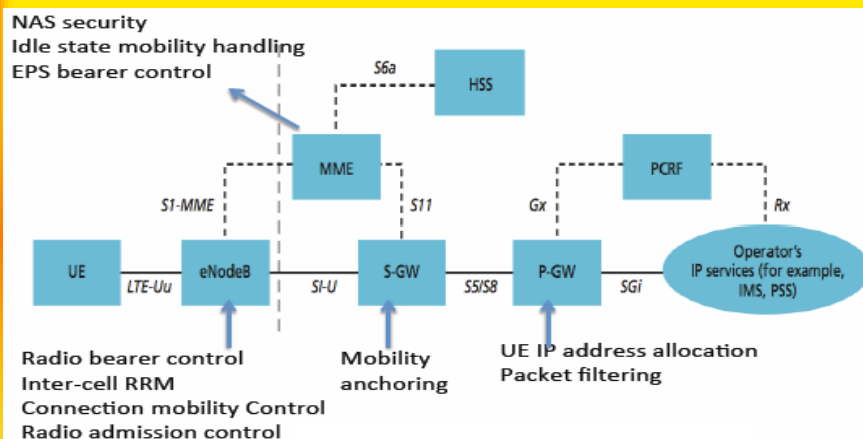 NAS security
Idle state mobility handling
EPS bearer control
S6a
HSS
MME
PCRF
S1-MME
S11
Gx
Rx
UE
eNodeB
S-GW
P-GW
Operator's
IP services (for example,
IMS, PSS)
LTE-Uu
SI-U
S5/S8
SGi
Radio bearer control
Inter-cell RRM
Connection mobility Control
Radio admission control
Mobility
anchoring
UE IP address allocation
Packet filtering